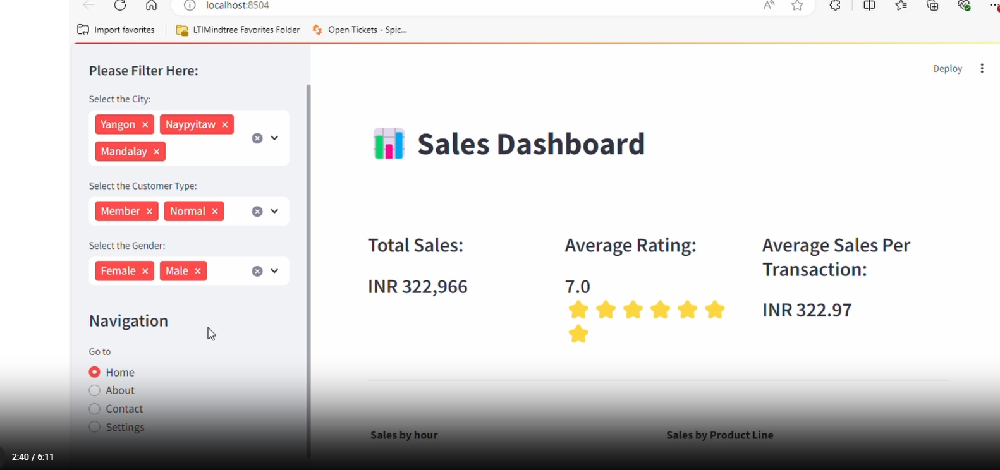 localhost:8504
Import favorites
LTIMindtree Favorites Folder
Open Tickets - Spic...
Please Filter Here:
Select the City:
Yangon × Naypyitaw ×
Mandalay ×
Select the Customer Type:
Member × Normal ×
Select the Gender:
Female × Male ×
Navigation
Go to
Home
About
Contact
Settings
Deploy
Sales Dashboard
Total Sales:
INR 322,966
Average Rating:
7.0
Average Sales Per
Transaction:
INR 322.97
Sales by hour
Sales by Product Line
2:40 / 6:11